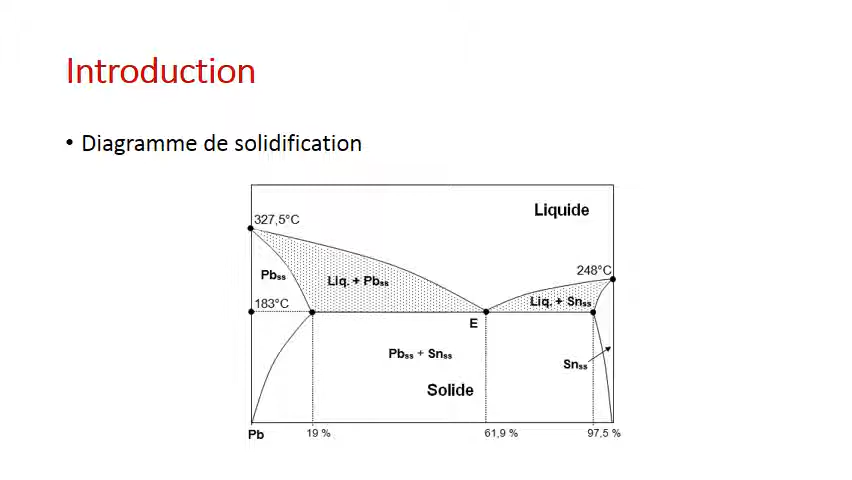 Introduction
• Diagramme de solidification
Liquide
327,5°C
248°C
Pbss
Liq. + Pbss
Liq. + Snss
183°C
E
Pbss + Snss
Snss
Solide
Pb
19 %
61,9 %
97,5 %